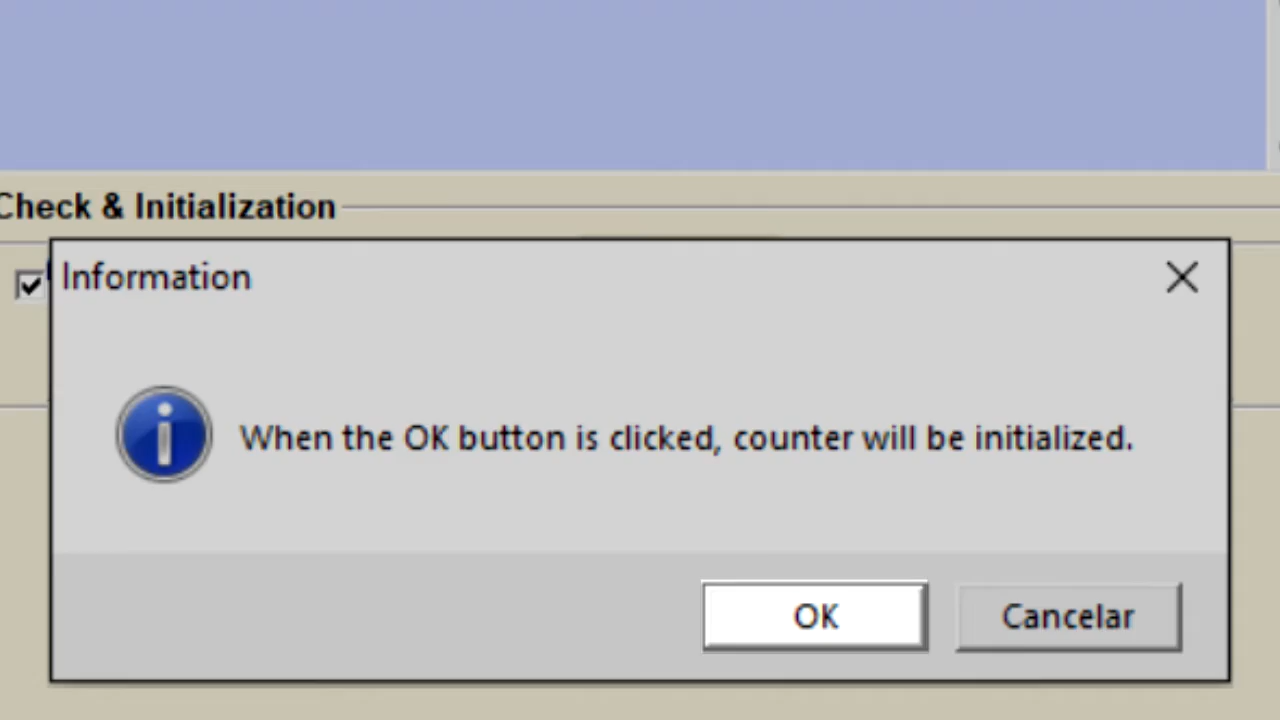 Check & Initialization
Information
When the OK button is clicked, counter will be initialized.
OK
Cancelar